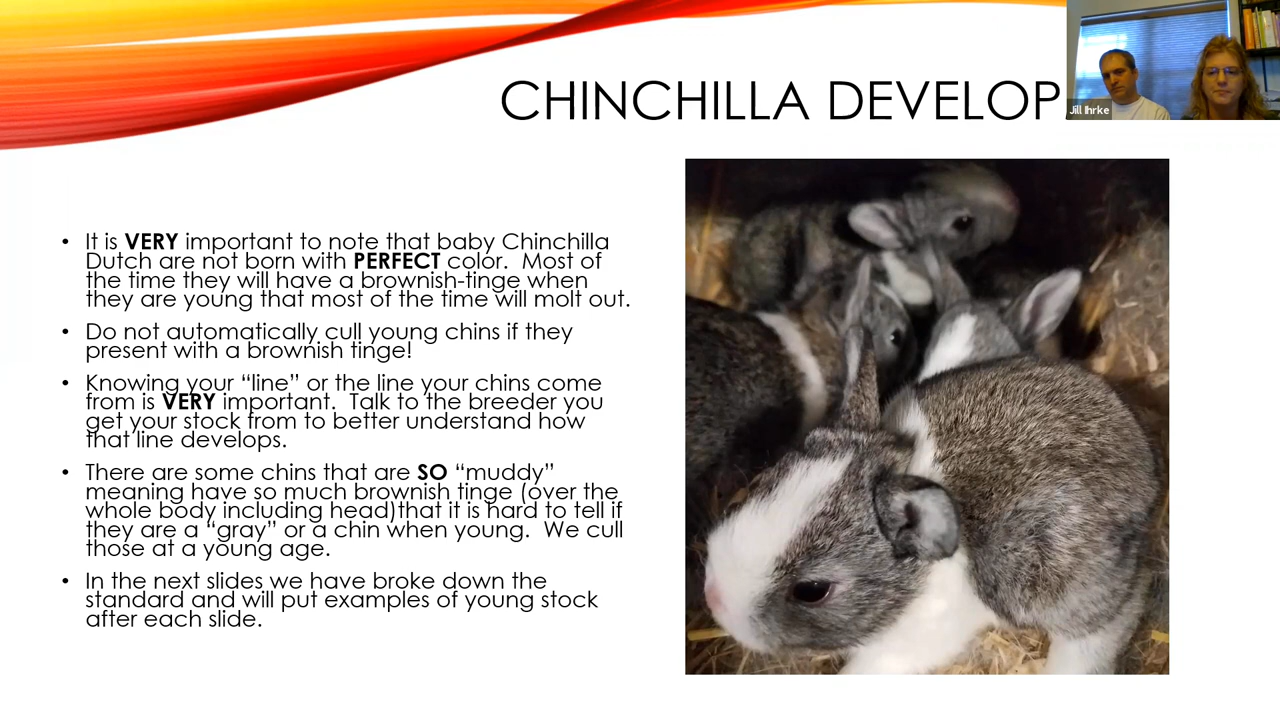 CHINCHILLA DEVELOP
Jill Ihrke
• It is VERY important to note that baby Chinchilla
Dutch are not born with PERFECT color.  Most of
the time they will have a brownish-tinge when
they are young that most of the time will molt out.
• Do not automatically cull young chins if they
present with a brownish tinge!
• Knowing your “line” or the line your chins come
from is VERY important.  Talk to the breeder you
get your stock from to better understand how
that line develops.
• There are some chins that are SO “muddy”
meaning have so much brownish tinge (over the
whole body including head)that it is hard to tell if
they are a “gray” or a chin when young.  We cull
those at a young age.
• In the next slides we have broke down the
standard and will put examples of young stock
after each slide.